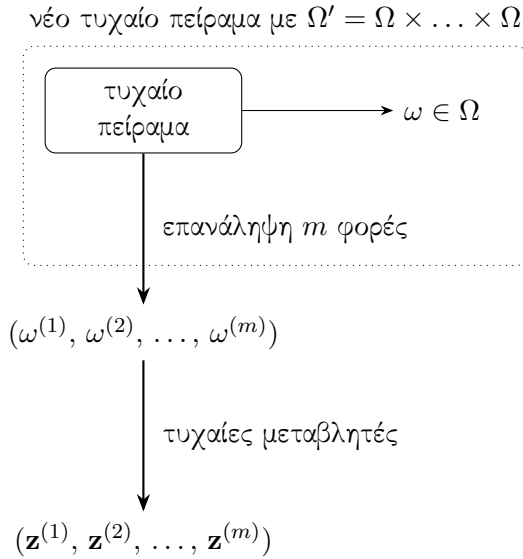 νέο τυχαίο πείραμα με Ω′ = Ω × … × Ω
τυχαίο
πείραμα
ω ∈ Ω
επανάληψη m φορές
(ω⁽¹⁾, ω⁽²⁾, …, ω⁽ᵐ⁾)
τυχαίες μεταβλητές
(𝐳⁽¹⁾, 𝐳⁽²⁾, …, 𝐳⁽ᵐ⁾)